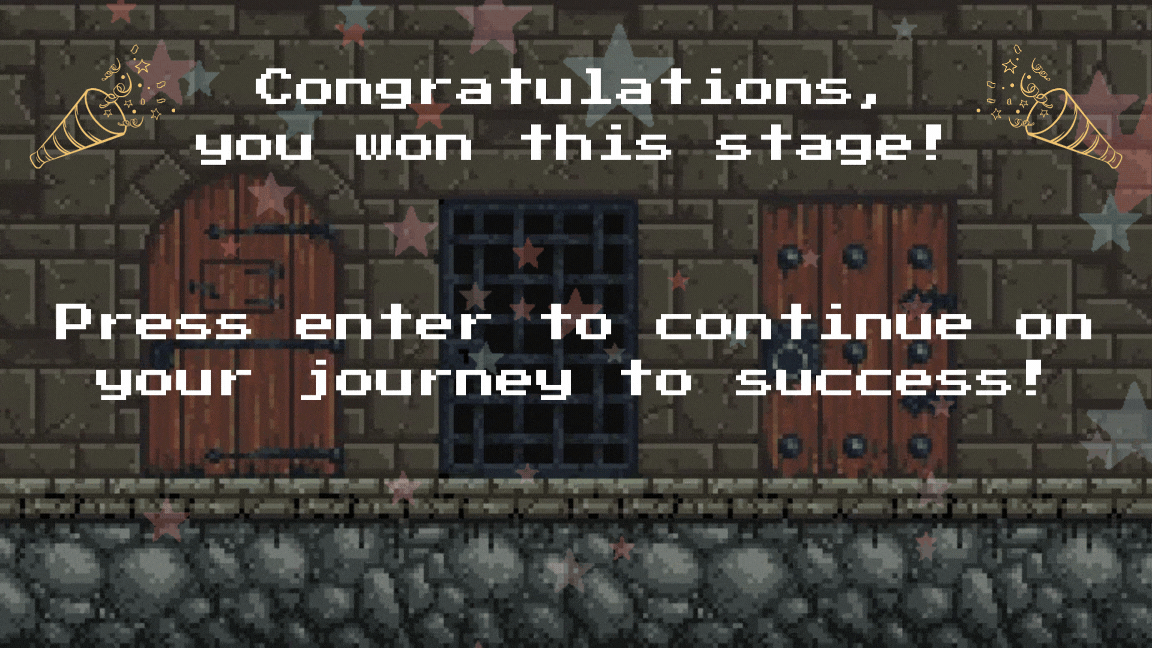 Congratulations,
you won this stage!
Press enter to continue on
your journey to success!